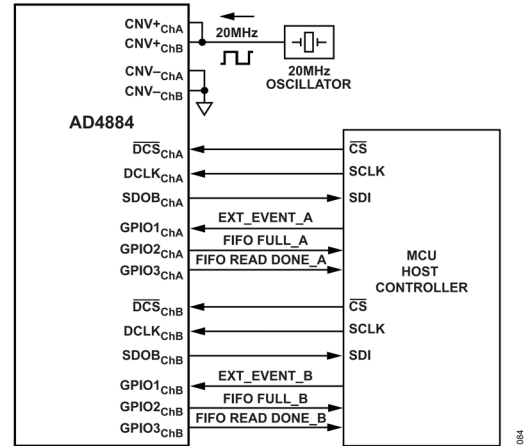 CNV+ChA
20MHz
CNV+ChB
CNV–ChA
CNV–ChB
20MHz
OSCILLATOR
AD4884
DCSChA
CS
DCLKChA
SCLK
SDOBChA
SDI
GPIO1ChA
EXT_EVENT_A
GPIO2ChA
FIFO FULL_A
GPIO3ChA
FIFO READ DONE_A
MCU
HOST
CONTROLLER
DCSChB
CS
DCLKChB
SCLK
SDOBChB
SDI
GPIO1ChB
EXT_EVENT_B
GPIO2ChB
FIFO FULL_B
GPIO3ChB
FIFO READ DONE_B
084